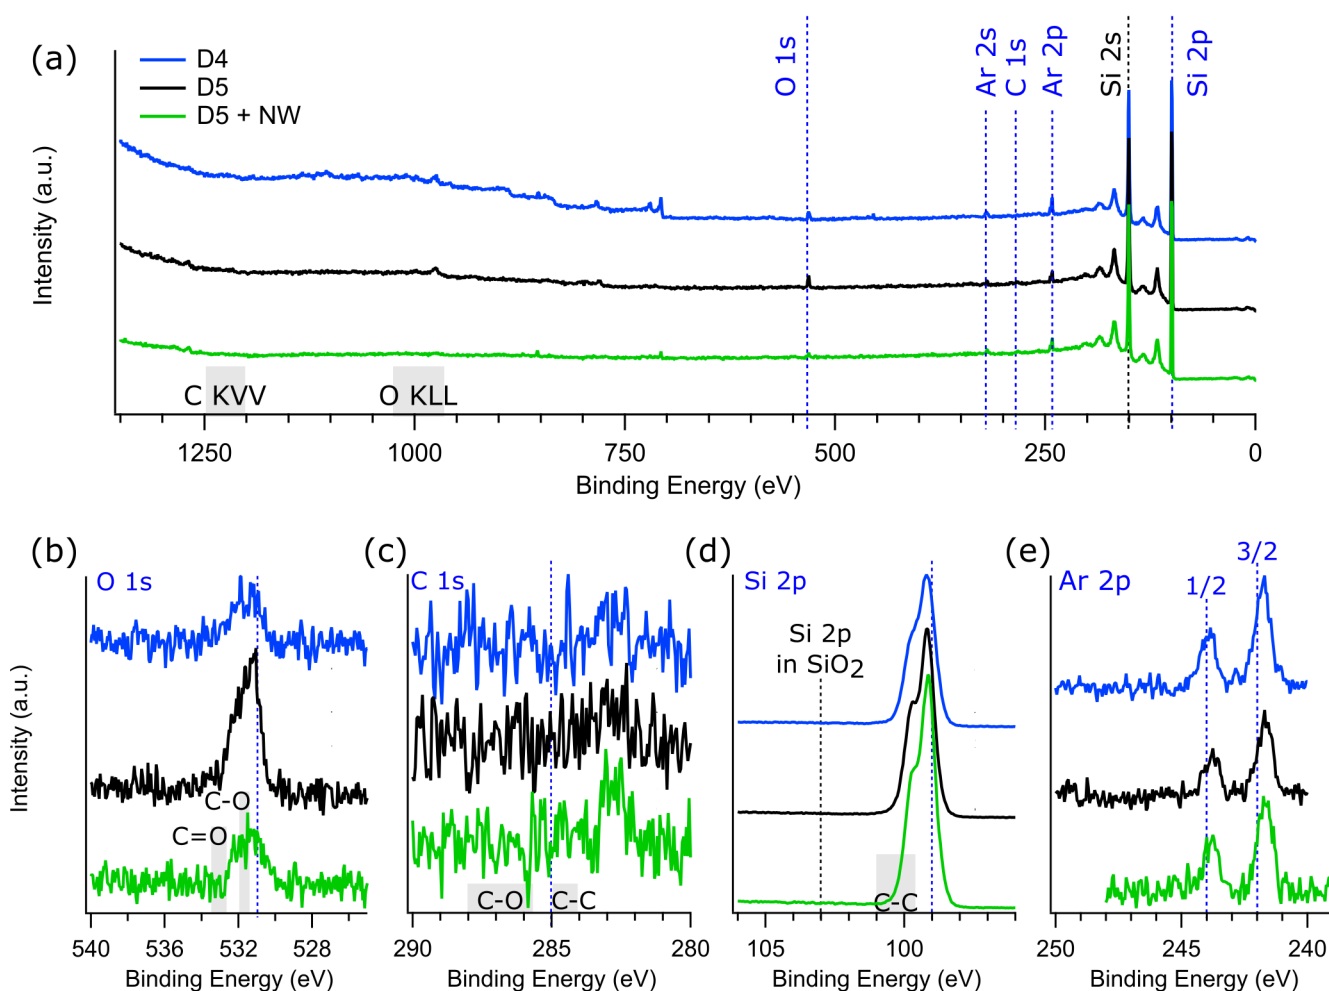 (a)
D4
D5
D5 + NW
O 1s
Ar 2s
C 1s
Ar 2p
Si 2s
Si 2p
Intensity (a.u.)
C KVV
O KLL
1250
1000
750
500
250
0
Binding Energy (eV)
(b)
O 1s
C-O
C=O
540
536
532
528
Binding Energy (eV)
Intensity (a.u.)
(c)
C 1s
C-O
C-C
290
285
280
Binding Energy (eV)
(d)
Si 2p
Si 2p
in SiO₂
C-C
105
100
Binding Energy (eV)
(e)
Ar 2p
1/2
3/2
250
245
240
Binding Energy (eV)